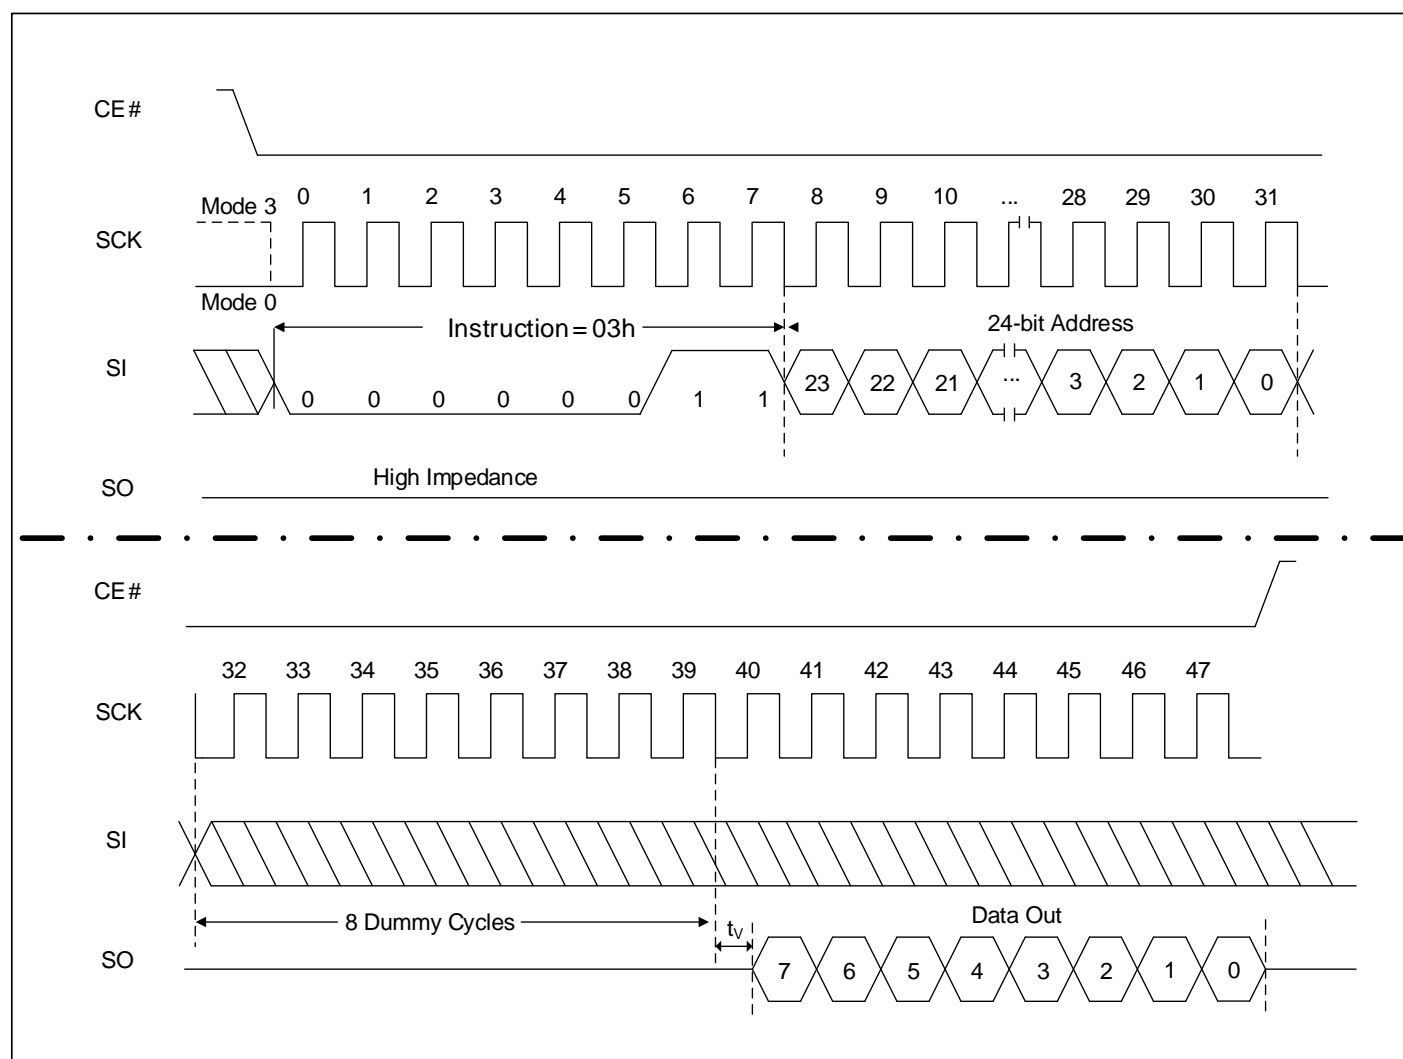 CE#
0 1 2 3 4 5 6 7 8 9 10 ... 28 29 30 31
Mode 3
SCK
Mode 0
Instruction = 03h
24-bit Address
SI
0 0 0 0 0 0 1 1 23 22 21 ... 3 2 1 0
High Impedance
SO
CE#
32 33 34 35 36 37 38 39 40 41 42 43 44 45 46 47
SCK
SI
8 Dummy Cycles
tV
Data Out
SO
7 6 5 4 3 2 1 0